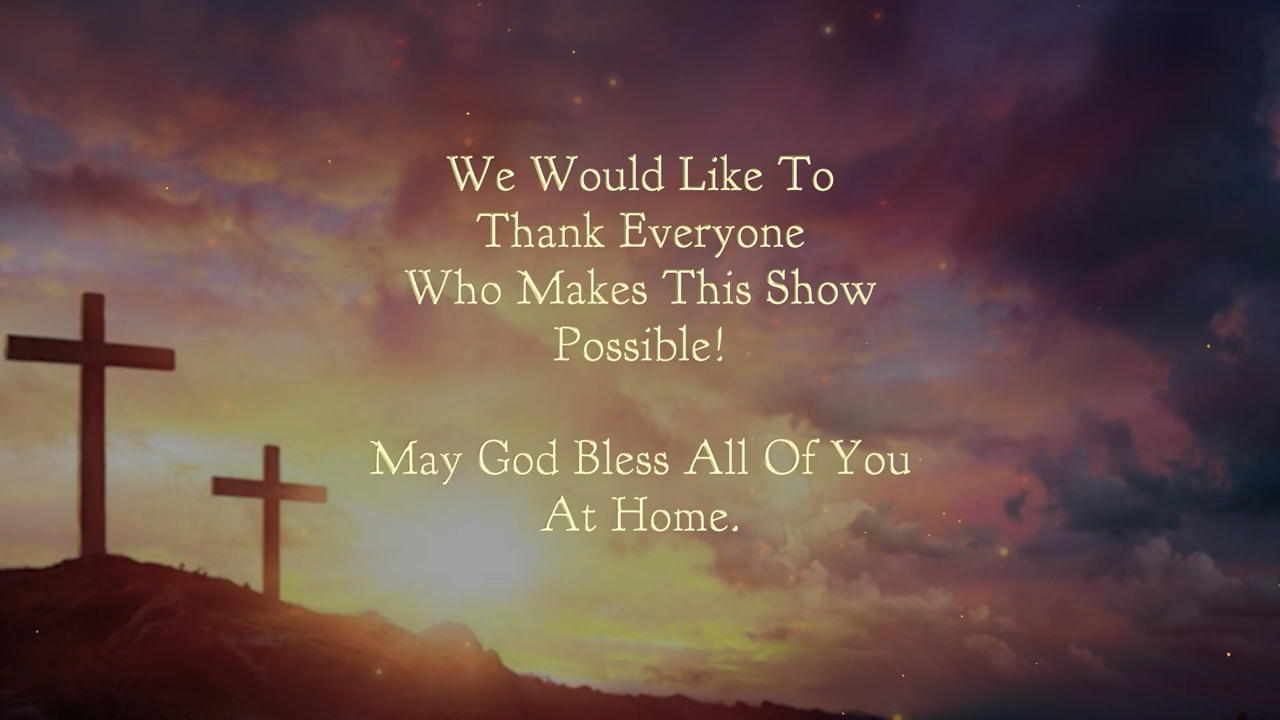 We Would Like To
Thank Everyone
Who Makes This Show
Possible!
May God Bless All Of You
At Home.